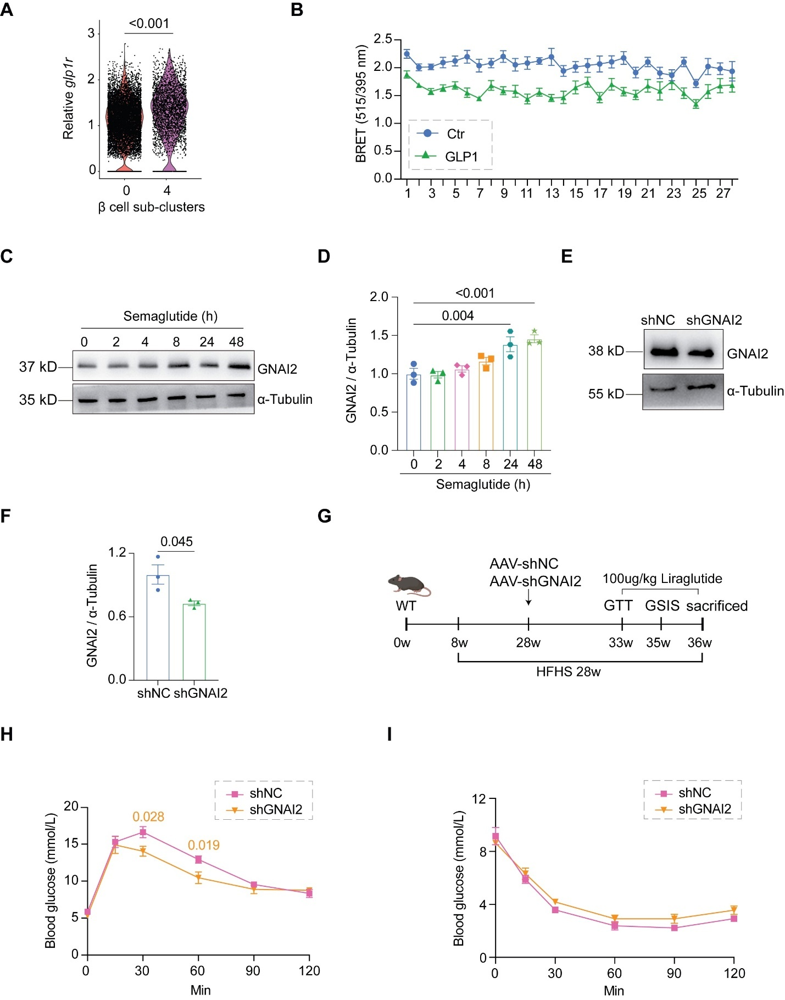 A
<0.001
Relative glp1r
3
2
1
0
0 4
β cell sub-clusters
B
BRET (515/395 nm)
2.5
2.0
1.5
1.0
0.5
0.0
Ctr
GLP1
1 3 5 7 9 11 13 15 17 19 21 23 25 27
C
Semaglutide (h)
0 2 4 8 24 48
37 kD
GNAI2
35 kD
α-Tubulin
D
GNAI2 / α-Tubulin
2.0
1.5
1.0
0.5
0.0
<0.001
0.004
0 2 4 8 24 48
Semaglutide (h)
E
shNC shGNAI2
38 kD
GNAI2
55 kD
α-Tubulin
F
GNAI2 / α-Tubulin
1.2
0.6
0.0
0.045
shNC shGNAI2
G
WT
AAV-shNC
AAV-shGNAI2
100ug/kg Liraglutide
GTT GSIS sacrificed
0w 8w 28w 33w 35w 36w
HFHS 28w
H
shNC
shGNAI2
Blood glucose (mmol/L)
20
15
10
5
0
0.028
0.019
0 30 60 90 120
Min
I
shNC
shGNAI2
Blood glucose (mmol/L)
12
8
4
0
0 30 60 90 120
Min